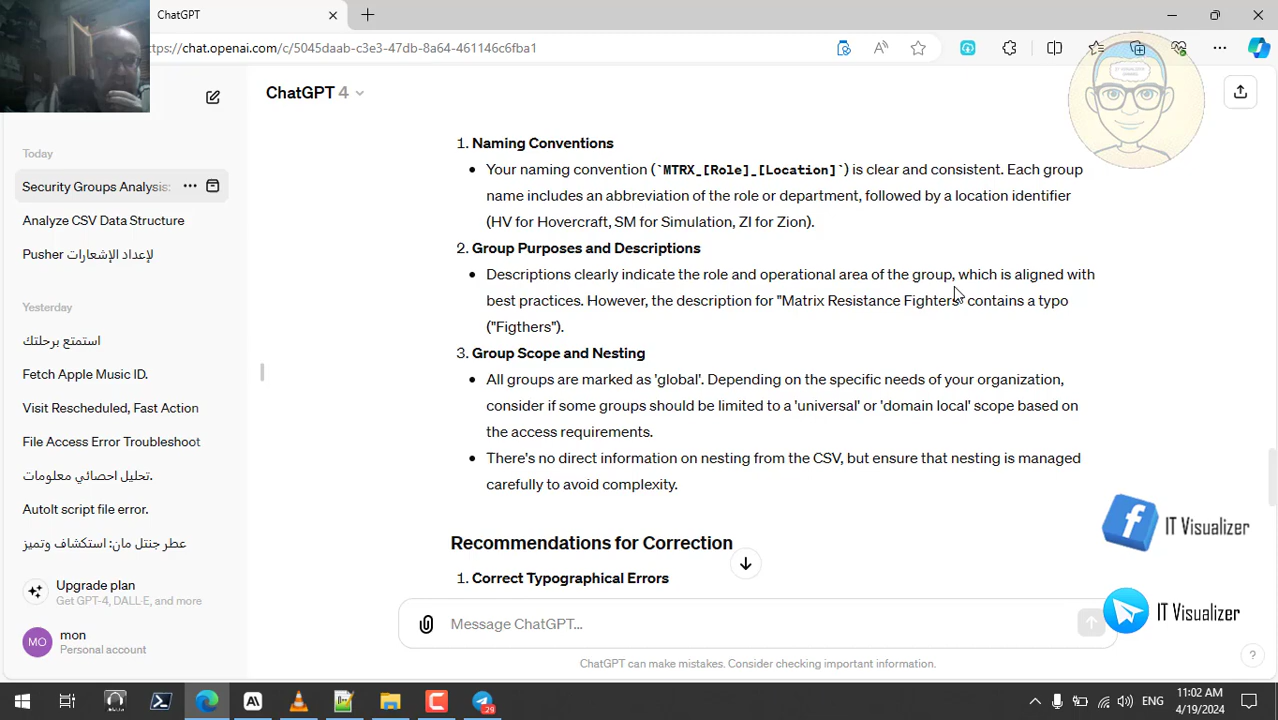 ChatGPT
ttps://chat.openai.com/c/5045daab-c3e3-47db-8a64-461146c6fba1
IT VISUALIZER
ChatGPT 4
Today
Security Groups Analysis:
Analyze CSV Data Structure
لإعداد الإشعارات Pusher
Yesterday
استمتع برحلتك
Fetch Apple Music ID.
Visit Rescheduled, Fast Action
File Access Error Troubleshoot
تحليل احصائي معلومات.
AutoIt script file error.
عطر جنتل مان: استكشاف وتميز
Upgrade plan
Get GPT-4, DALL·E, and more
MO
mon
Personal account
1. Naming Conventions
• Your naming convention (`MTRX_[Role]_[Location]`) is clear and consistent. Each group
name includes an abbreviation of the role or department, followed by a location identifier
(HV for Hovercraft, SM for Simulation, ZI for Zion).
2. Group Purposes and Descriptions
• Descriptions clearly indicate the role and operational area of the group, which is aligned with
best practices. However, the description for "Matrix Resistance Fighters" contains a typo
("Figthers").
3. Group Scope and Nesting
• All groups are marked as 'global'. Depending on the specific needs of your organization,
consider if some groups should be limited to a 'universal' or 'domain local' scope based on
the access requirements.
• There's no direct information on nesting from the CSV, but ensure that nesting is managed
carefully to avoid complexity.
Recommendations for Correction
1. Correct Typographical Errors
Message ChatGPT...
ChatGPT can make mistakes. Consider checking important information.
?
IT Visualizer
IT Visualizer
29
ENG
11:02 AM
4/19/2024